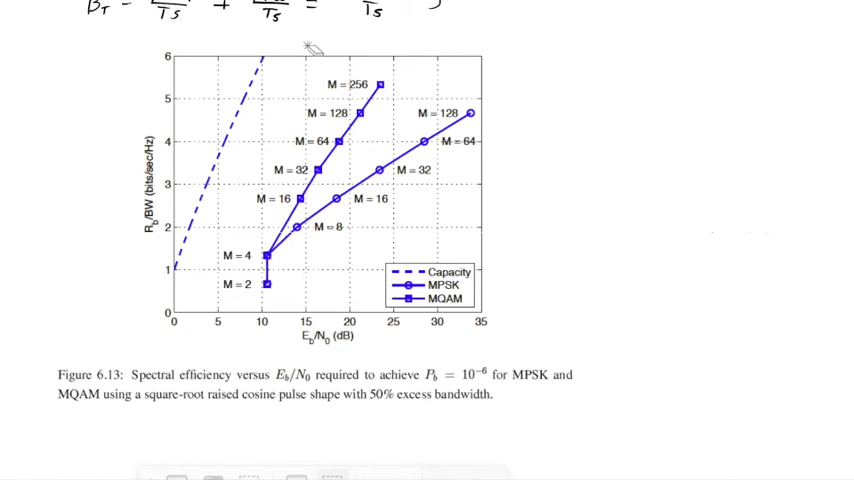 6
5
4
3
2
1
0
R_b/BW (bits/sec/Hz)
M = 256
M = 128
M = 128
M = 64
M = 64
M = 32
M = 32
M = 16
M = 16
M = 8
M = 4
M = 2
Capacity
MPSK
MQAM
0 5 10 15 20 25 30 35
E_b/N_0 (dB)
Figure 6.13: Spectral efficiency versus E_b/N_0 required to achieve P_b = 10^{-6} for MPSK and
MQAM using a square-root raised cosine pulse shape with 50% excess bandwidth.